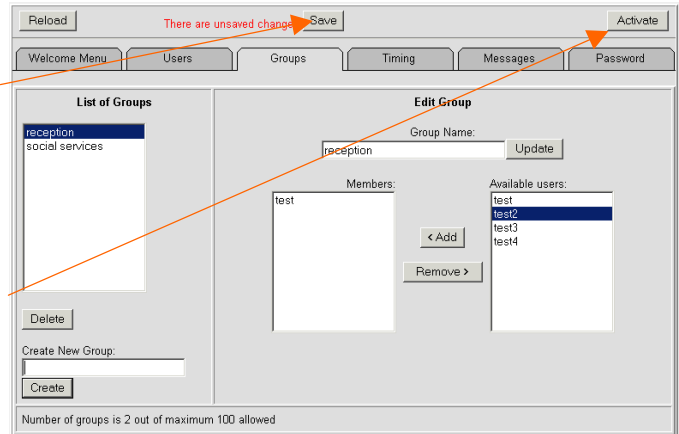 Reload There are unsaved change Save Activate
Welcome Menu Users Groups Timing Messages Password
List of Groups
reception
social services
Delete
Create New Group:
Create
Edit Group
Group Name:
reception Update
Members:
test
< Add
Remove >
Available users:
test
test2
test3
test4
Number of groups is 2 out of maximum 100 allowed